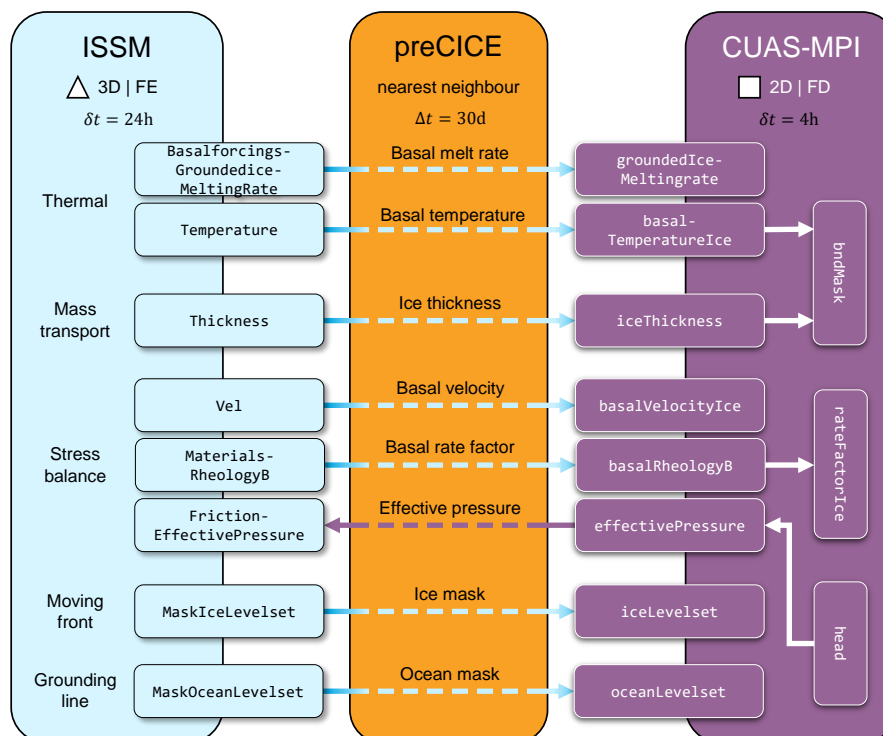 ISSM
preCICE
CUAS-MPI
3D | FE
nearest neighbour
2D | FD
δt = 24h
Δt = 30d
δt = 4h
Thermal
Basalforcings-
Groundedice-
MeltingRate
Basal melt rate
groundedIce-
Meltingrate
Temperature
Basal temperature
basal-
TemperatureIce
bndMask
Mass
transport
Thickness
Ice thickness
iceThickness
Vel
Basal velocity
basalVelocityIce
Stress
balance
Materials-
RheologyB
Basal rate factor
basalRheologyB
rateFactorIce
Friction-
EffectivePressure
Effective pressure
effectivePressure
Moving
front
MaskIceLevelset
Ice mask
iceLevelset
head
Grounding
line
MaskOceanLevelset
Ocean mask
oceanLevelset